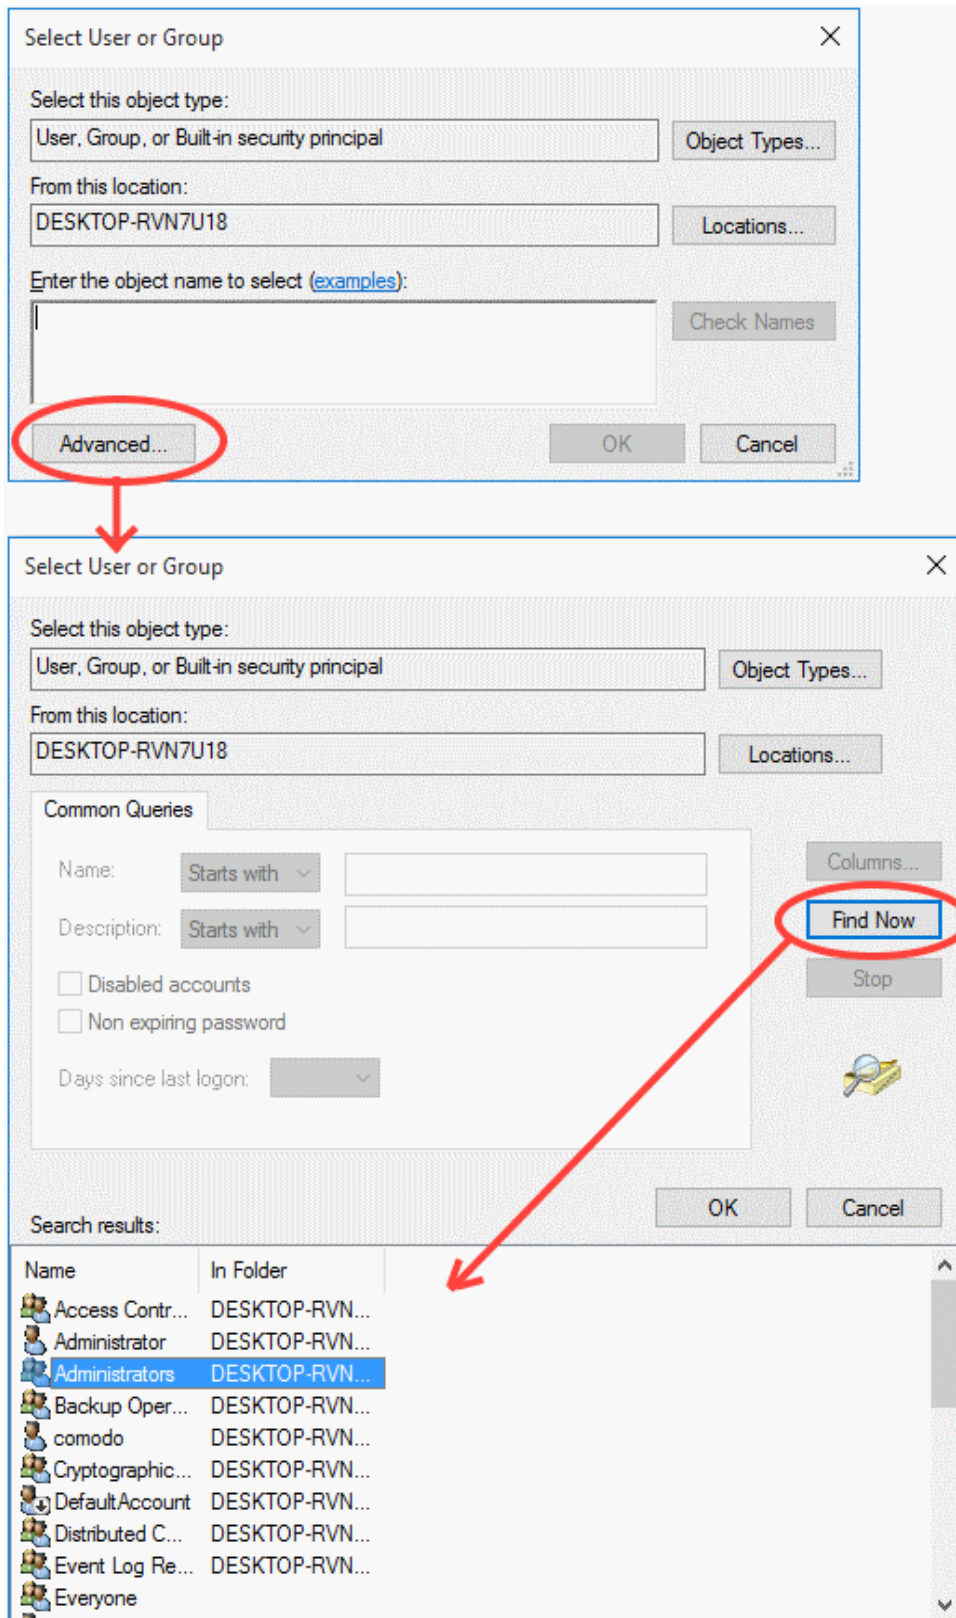 Select User or Group
Select this object type:
User, Group, or Built-in security principal
Object Types...
From this location:
DESKTOP-RVN7U18
Locations...
Enter the object name to select (examples):
Check Names
Advanced...
OK
Cancel
Select User or Group
Select this object type:
User, Group, or Built-in security principal
Object Types...
From this location:
DESKTOP-RVN7U18
Locations...
Common Queries
Name: Starts with
Columns...
Description: Starts with
Find Now
Disabled accounts
Stop
Non expiring password
Days since last logon:
OK
Cancel
Search results:
Name In Folder
Access Contr... DESKTOP-RVN...
Administrator DESKTOP-RVN...
Administrators DESKTOP-RVN...
Backup Oper... DESKTOP-RVN...
comodo DESKTOP-RVN...
Cryptographic... DESKTOP-RVN...
DefaultAccount DESKTOP-RVN...
Distributed C... DESKTOP-RVN...
Event Log Re... DESKTOP-RVN...
Everyone